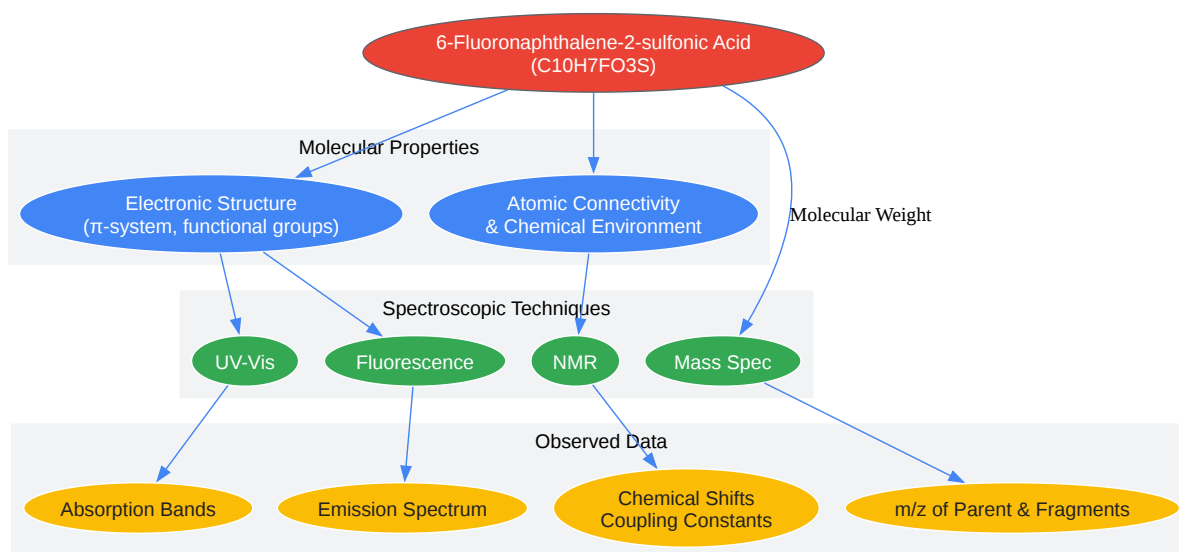 6-Fluoronaphthalene-2-sulfonic Acid
(C10H7FO3S)
Molecular Properties
Electronic Structure
(π-system, functional groups)
Atomic Connectivity
& Chemical Environment
Molecular Weight
Spectroscopic Techniques
UV-Vis
Fluorescence
NMR
Mass Spec
Observed Data
Absorption Bands
Emission Spectrum
Chemical Shifts
Coupling Constants
m/z of Parent & Fragments